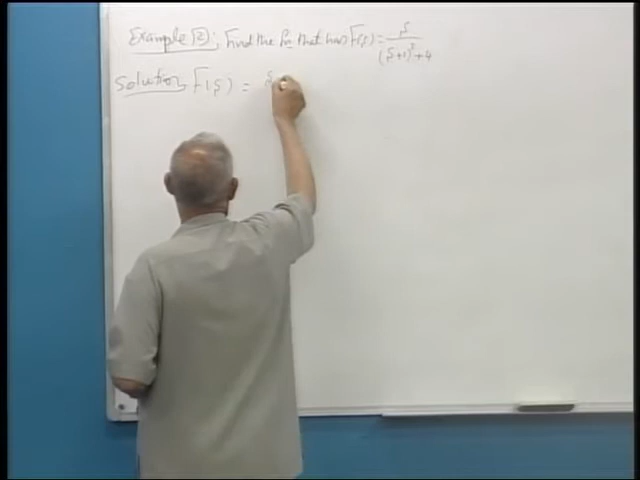 Example 2: Find the fn that has F(s) = s / (s+1)²+4
Solution F(s) = s